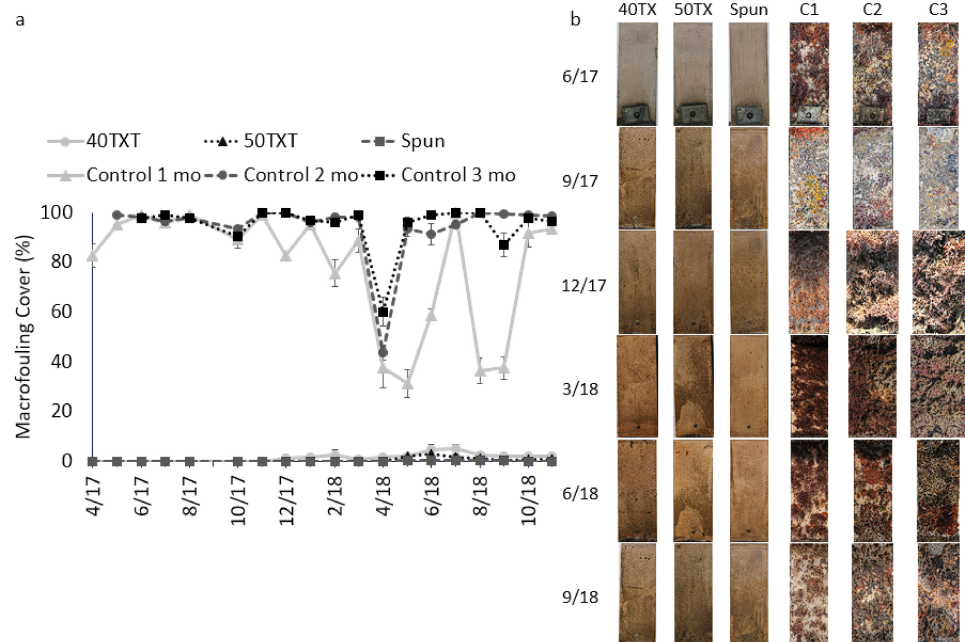 a
40TXT 50TXT Spun
Control 1 mo Control 2 mo Control 3 mo
Macrofouling Cover (%)
100
80
60
40
20
0
4/17 6/17 8/17 10/17 12/17 2/18 4/18 6/18 8/18 10/18
b
40TX 50TX Spun C1 C2 C3
6/17
9/17
12/17
3/18
6/18
9/18